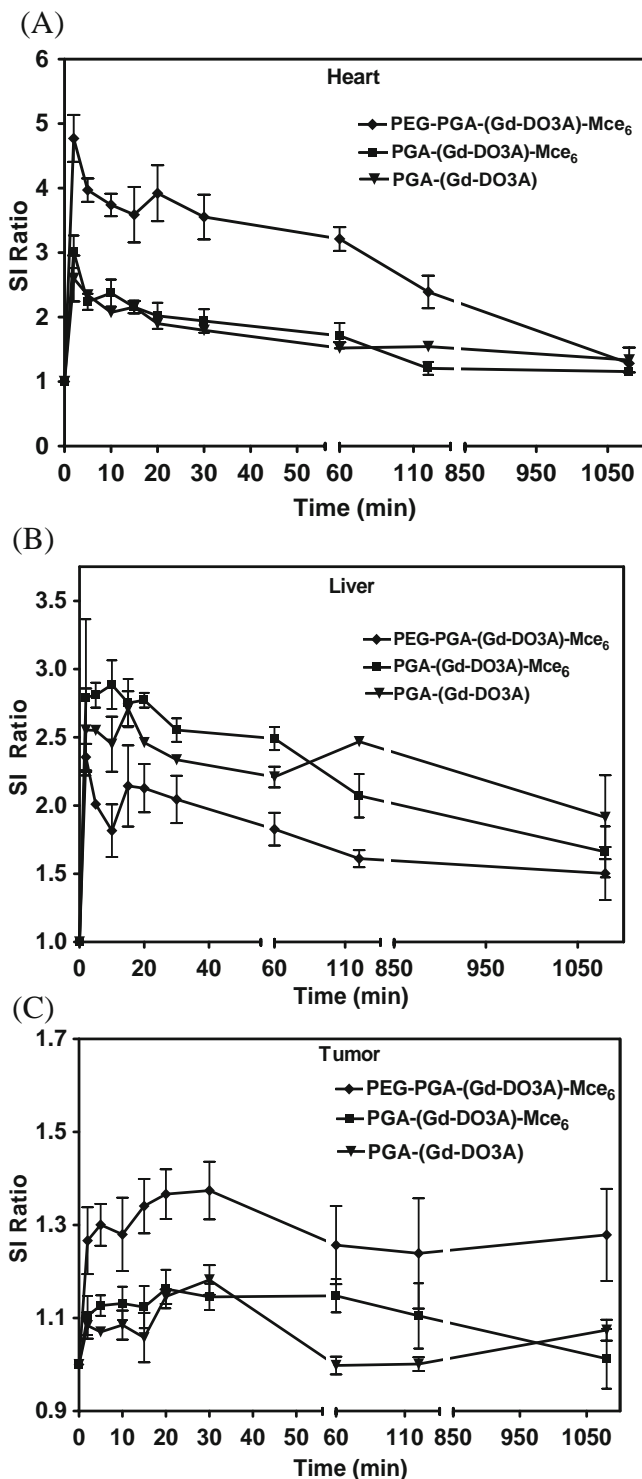 (A)
Heart
PEG-PGA-(Gd-DO3A)-Mce₆
PGA-(Gd-DO3A)-Mce₆
PGA-(Gd-DO3A)
SI Ratio
6
5
4
3
2
1
0
0 10 20 30 40 50 60 110 850 950 1050
Time (min)
(B)
Liver
PEG-PGA-(Gd-DO3A)-Mce₆
PGA-(Gd-DO3A)-Mce₆
PGA-(Gd-DO3A)
SI Ratio
3.5
3.0
2.5
2.0
1.5
1.0
0 20 40 60 110 850 950 1050
Time (min)
(C)
Tumor
PEG-PGA-(Gd-DO3A)-Mce₆
PGA-(Gd-DO3A)-Mce₆
PGA-(Gd-DO3A)
SI Ratio
1.7
1.5
1.3
1.1
0.9
0 10 20 30 40 50 60 110 850 950 1050
Time (min)